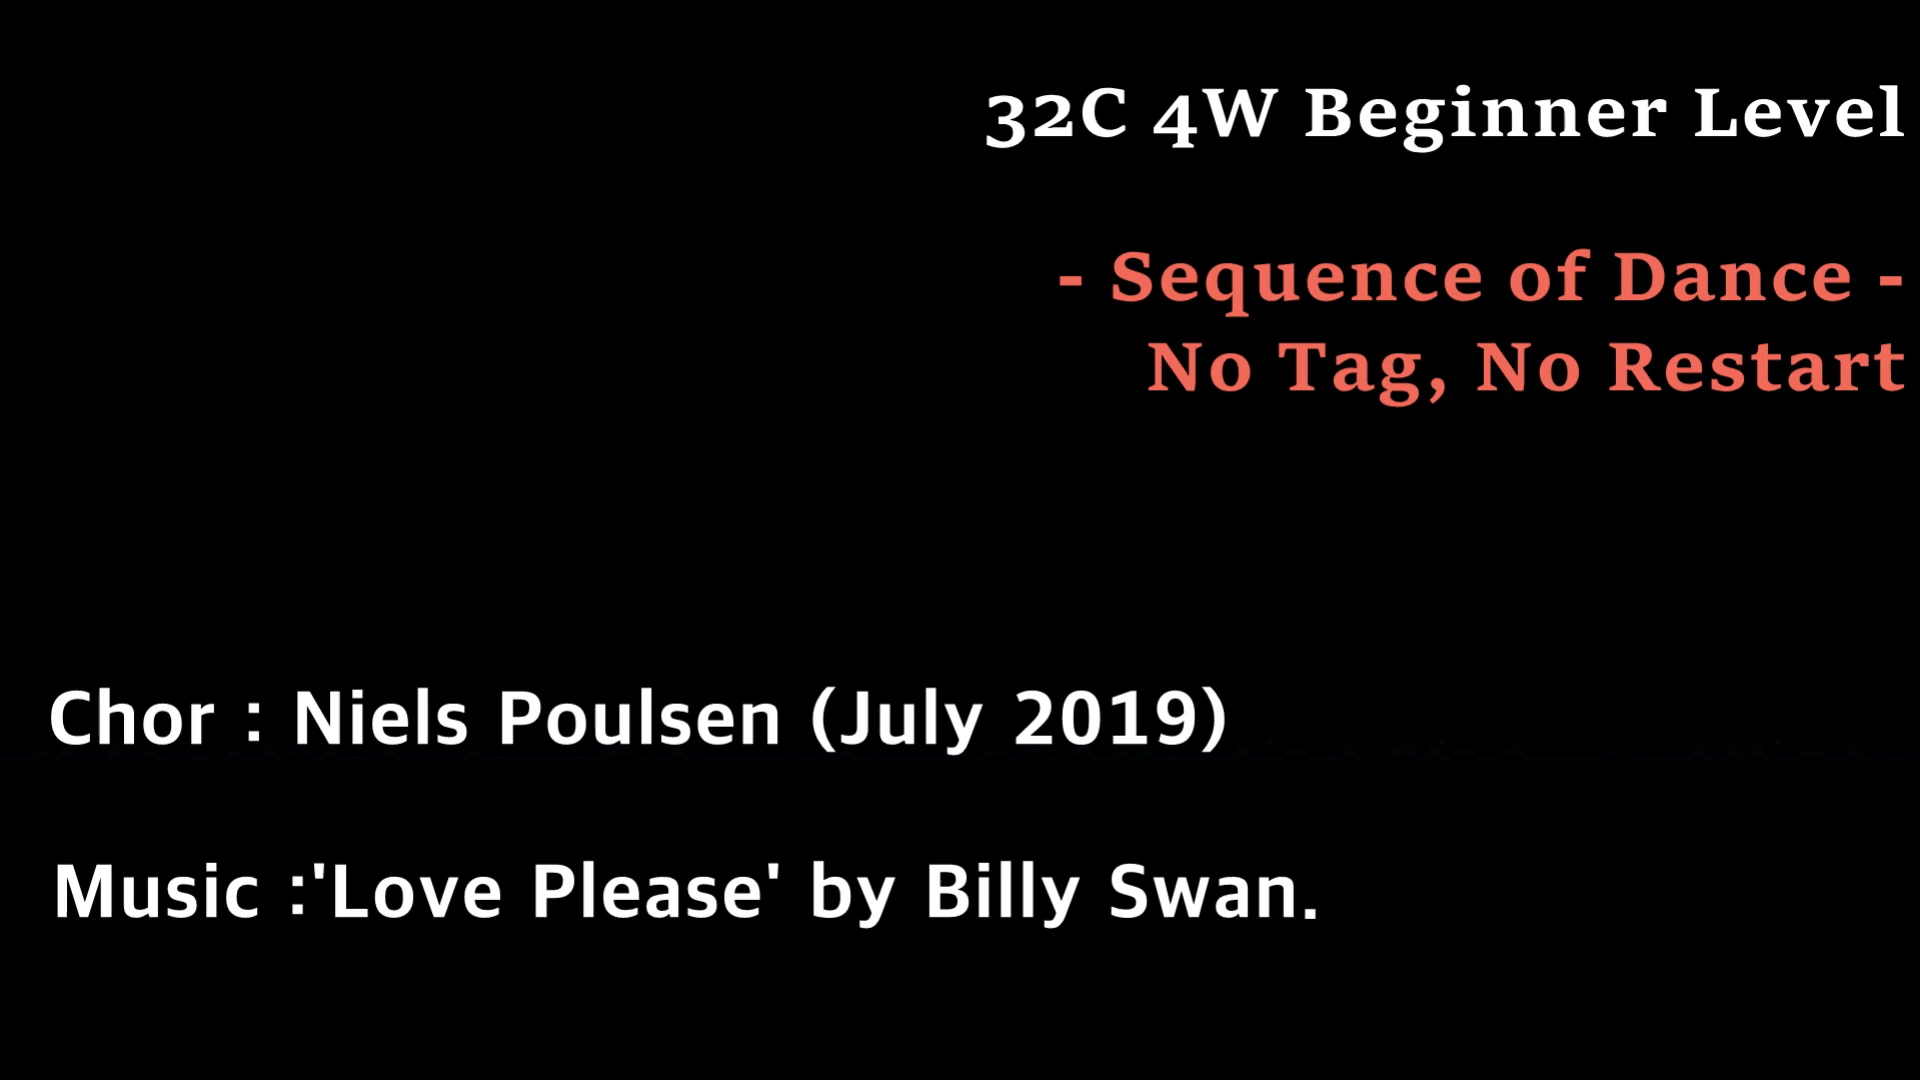 32C 4W Beginner Level
- Sequence of Dance -
No Tag, No Restart
Chor : Niels Poulsen (July 2019)
Music :'Love Please' by Billy Swan.